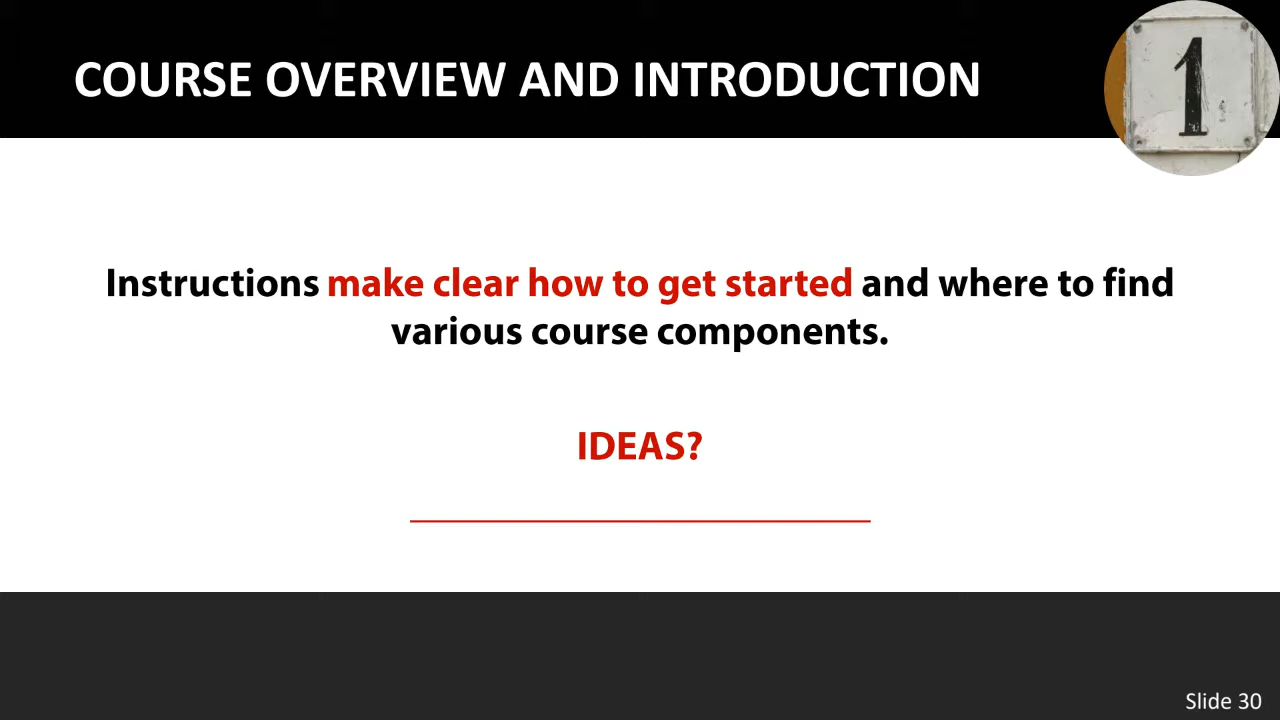 COURSE OVERVIEW AND INTRODUCTION
1
Instructions make clear how to get started and where to find
various course components.
IDEAS?
Slide 30